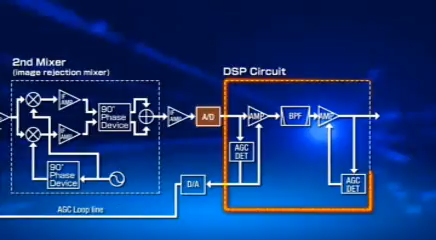 2nd Mixer
(image rejection mixer)
DSP Circuit
IF
AMP
90°
Phase
Device
IF
AMP
IF
AMP
A/D
AMP
BPF
AMP
AGC
DET
90°
Phase
Device
D/A
AGC
DET
AGC Loop line